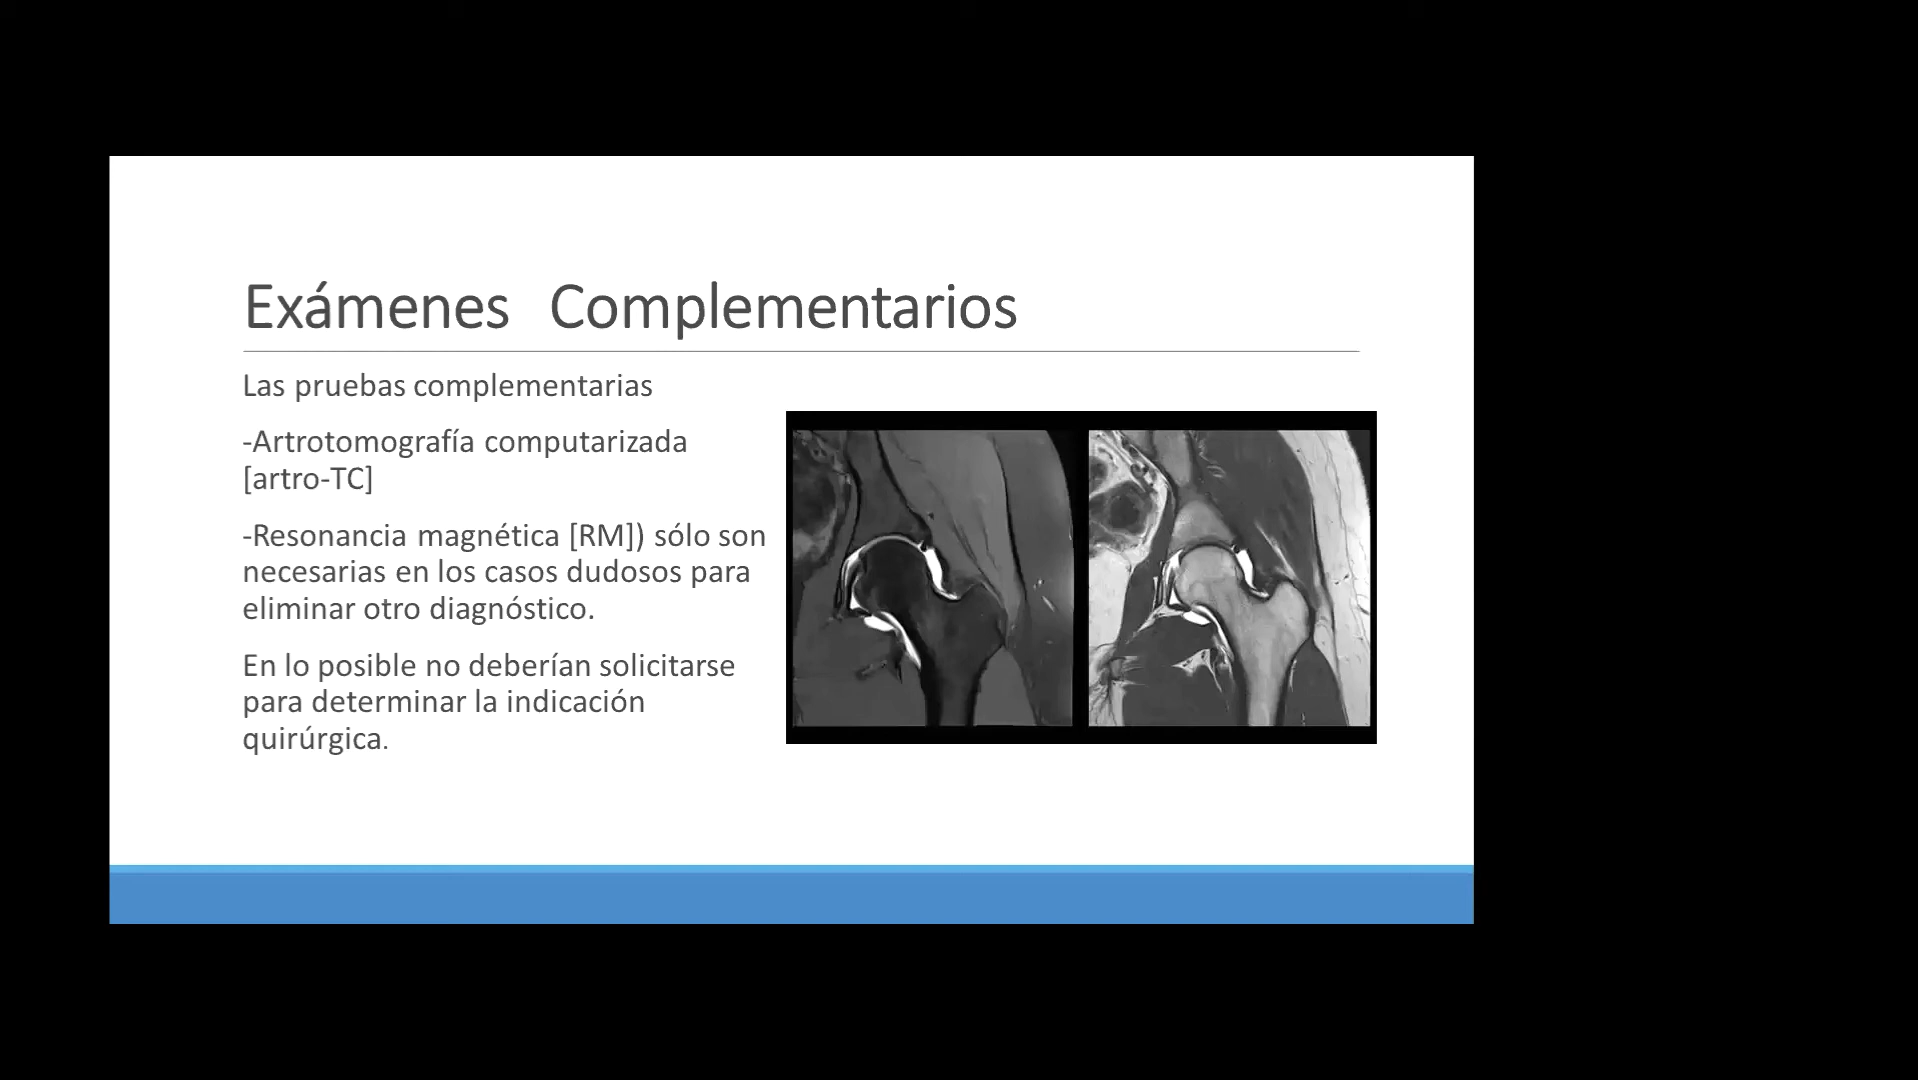 Exámenes Complementarios
Las pruebas complementarias
-Artrotomografía computarizada
[artro-TC]
-Resonancia magnética [RM]) sólo son
necesarias en los casos dudosos para
eliminar otro diagnóstico.
En lo posible no deberían solicitarse
para determinar la indicación
quirúrgica.